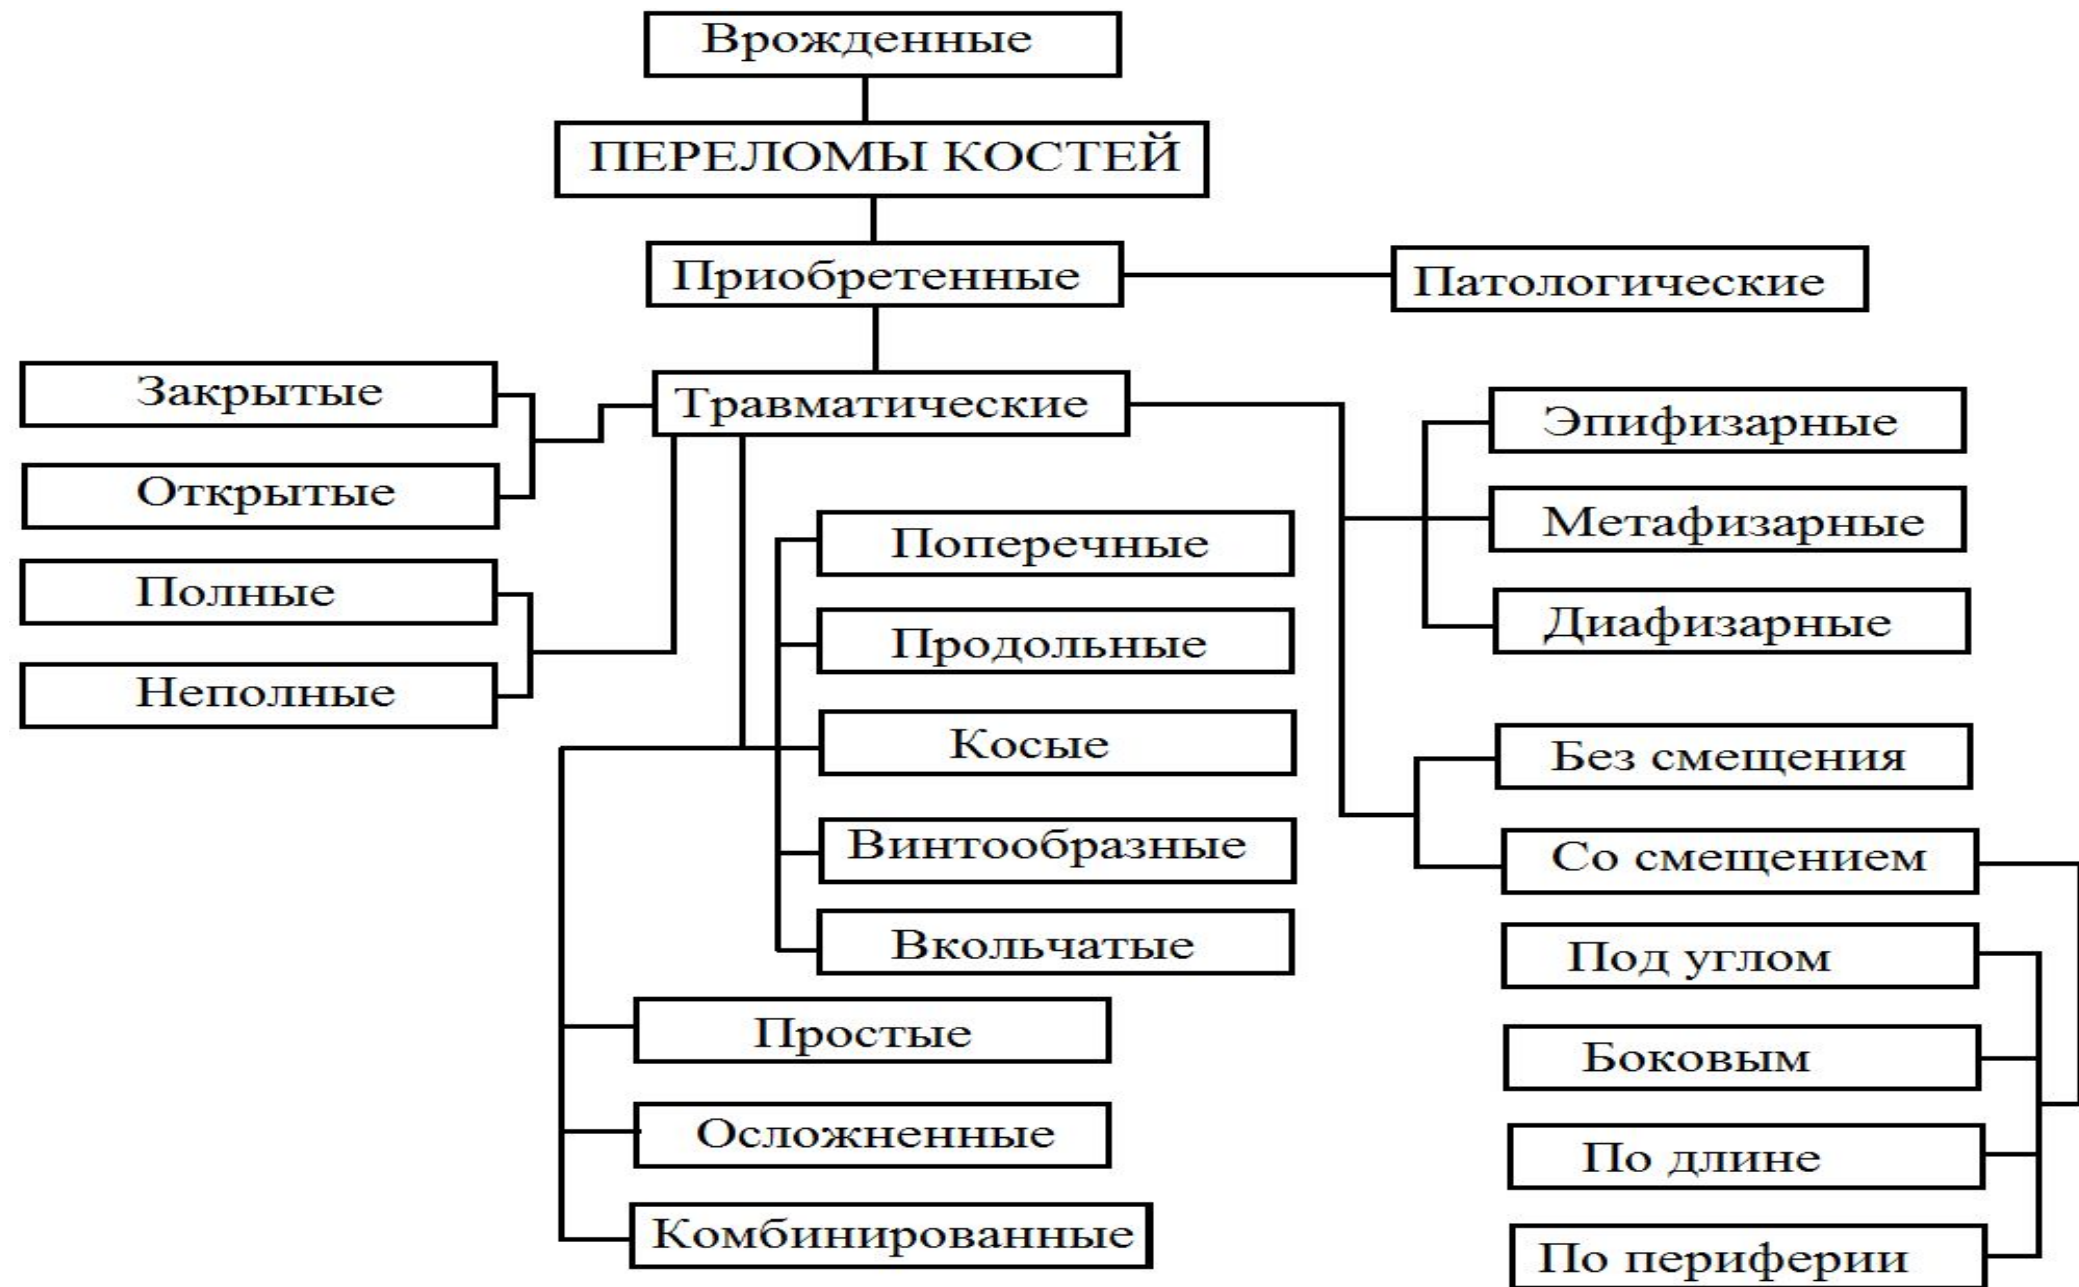 Врожденные
ПЕРЕЛОМЫ КОСТЕЙ
Приобретенные
Патологические
Травматические
Закрытые
Открытые
Полные
Неполные
Поперечные
Продольные
Косые
Винтообразные
Вкольчатые
Простые
Осложненные
Комбинированные
Эпифизарные
Метафизарные
Диафизарные
Без смещения
Со смещением
Под углом
Боковым
По длине
По периферии